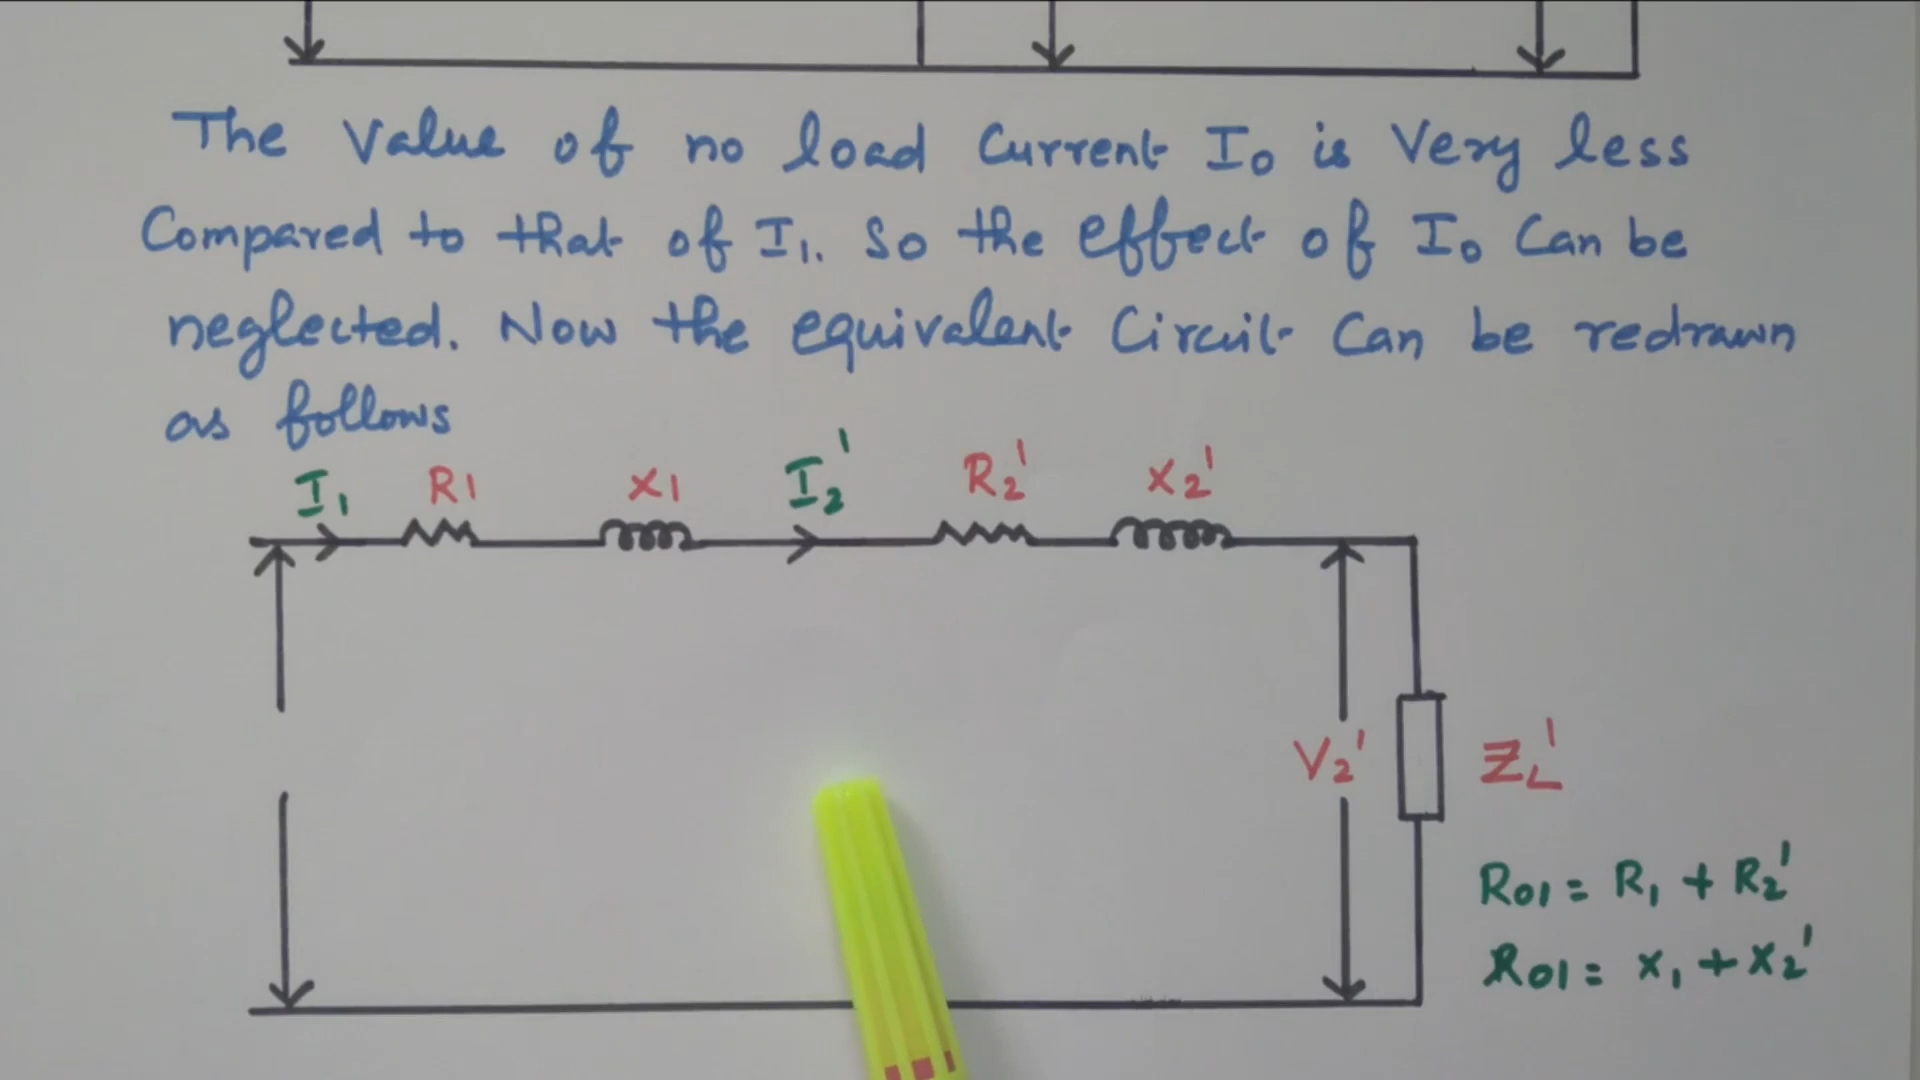 The Value of no load Current I₀ is Very less
Compared to that of I₁. So the effect of I₀ Can be
neglected. Now the equivalent Circuit Can be redrawn
as follows
I₁ R1 X1 I₂' R₂' X₂'
V₂' Z_L'
R₀₁ = R₁ + R₂'
R₀₁ = X₁ + X₂'